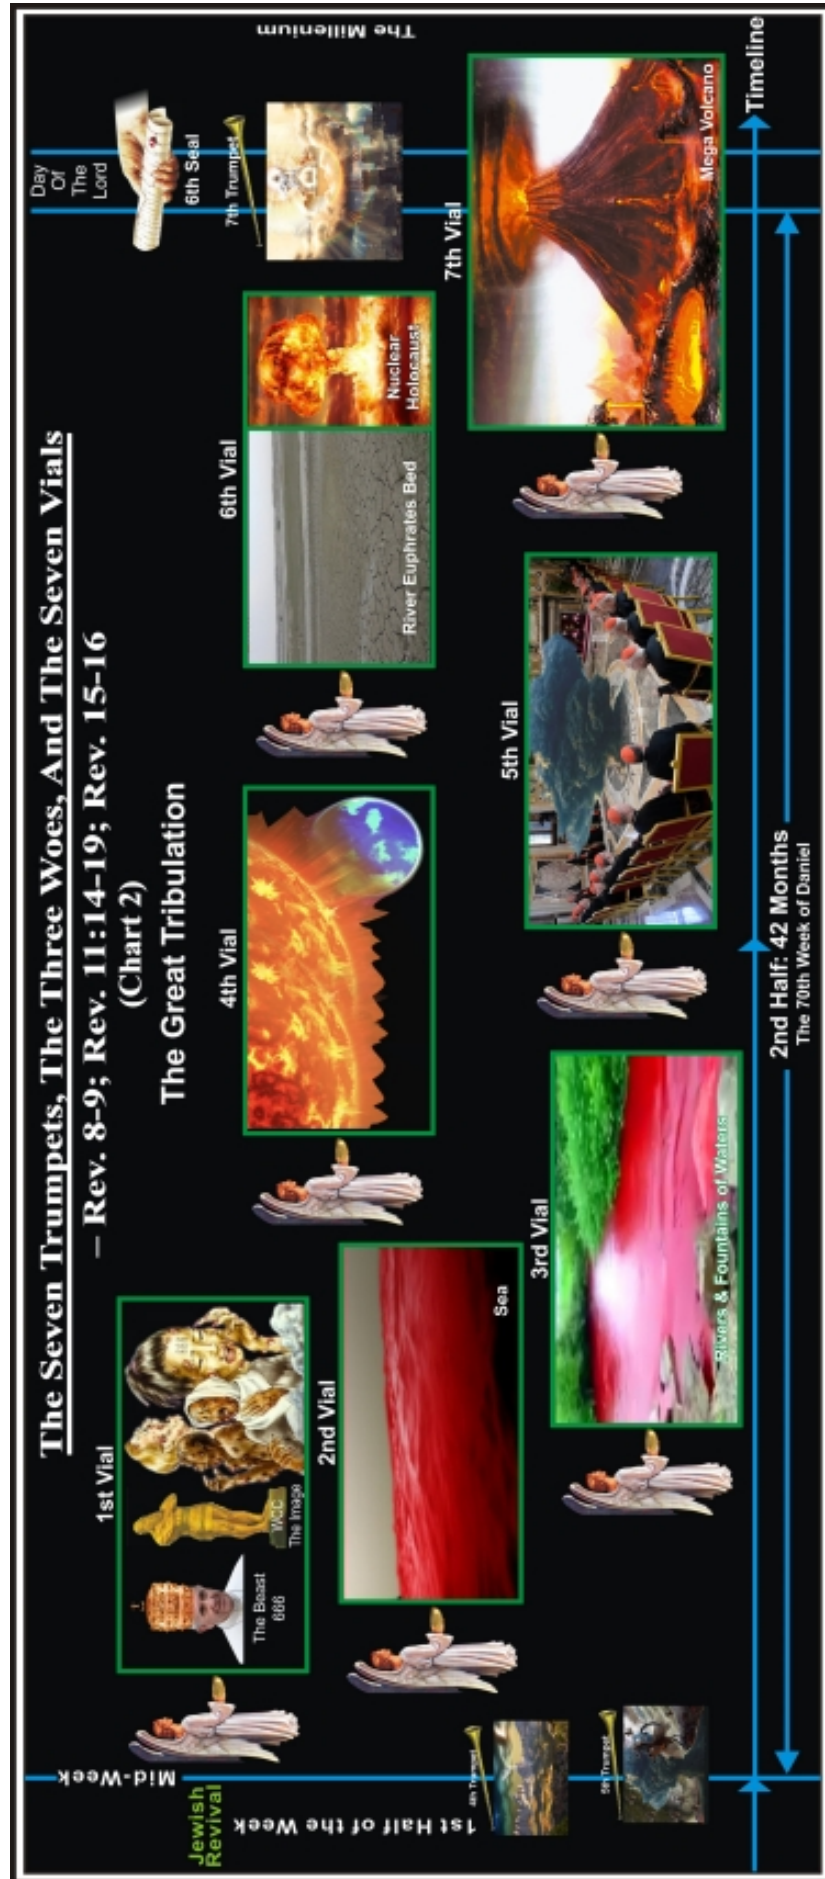 The Seven Trumpets, The Three Woes, And The Seven Vials
– Rev. 8-9; Rev. 11:14-19; Rev. 15-16
(Chart 2)
The Great Tribulation
Jewish
Revival
1st Half of the Week
Mid-Week
4th Trumpet
5th Trumpet
1st Vial
The Beast
666
WCC
The Image
2nd Vial
Sea
3rd Vial
Rivers & Fountains of Waters
4th Vial
5th Vial
6th Vial
River Euphrates Bed
Nuclear
Holocaust
7th Vial
Mega Volcano
Day
Of
The
Lord
6th Seal
7th Trumpet
The Millenium
Timeline
2nd Half: 42 Months
The 70th Week of Daniel